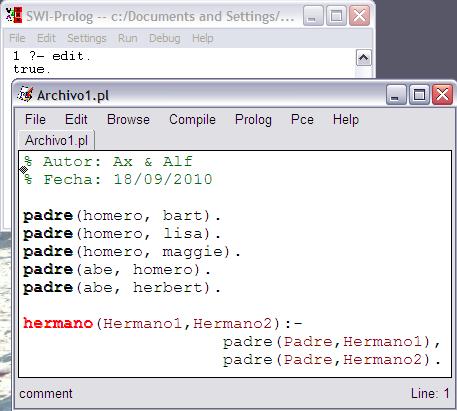 SWI-Prolog -- c:/Documents and Settings/...
File Edit Settings Run Debug Help
1 ?- edit.
true.
Archivo1.pl
File Edit Browse Compile Prolog Pce Help
Archivo1.pl
% Autor: Ax & Alf
% Fecha: 18/09/2010
padre(homero, bart).
padre(homero, lisa).
padre(homero, maggie).
padre(abe, homero).
padre(abe, herbert).
hermano(Hermano1,Hermano2):-
padre(Padre,Hermano1),
padre(Padre,Hermano2).
comment Line: 1